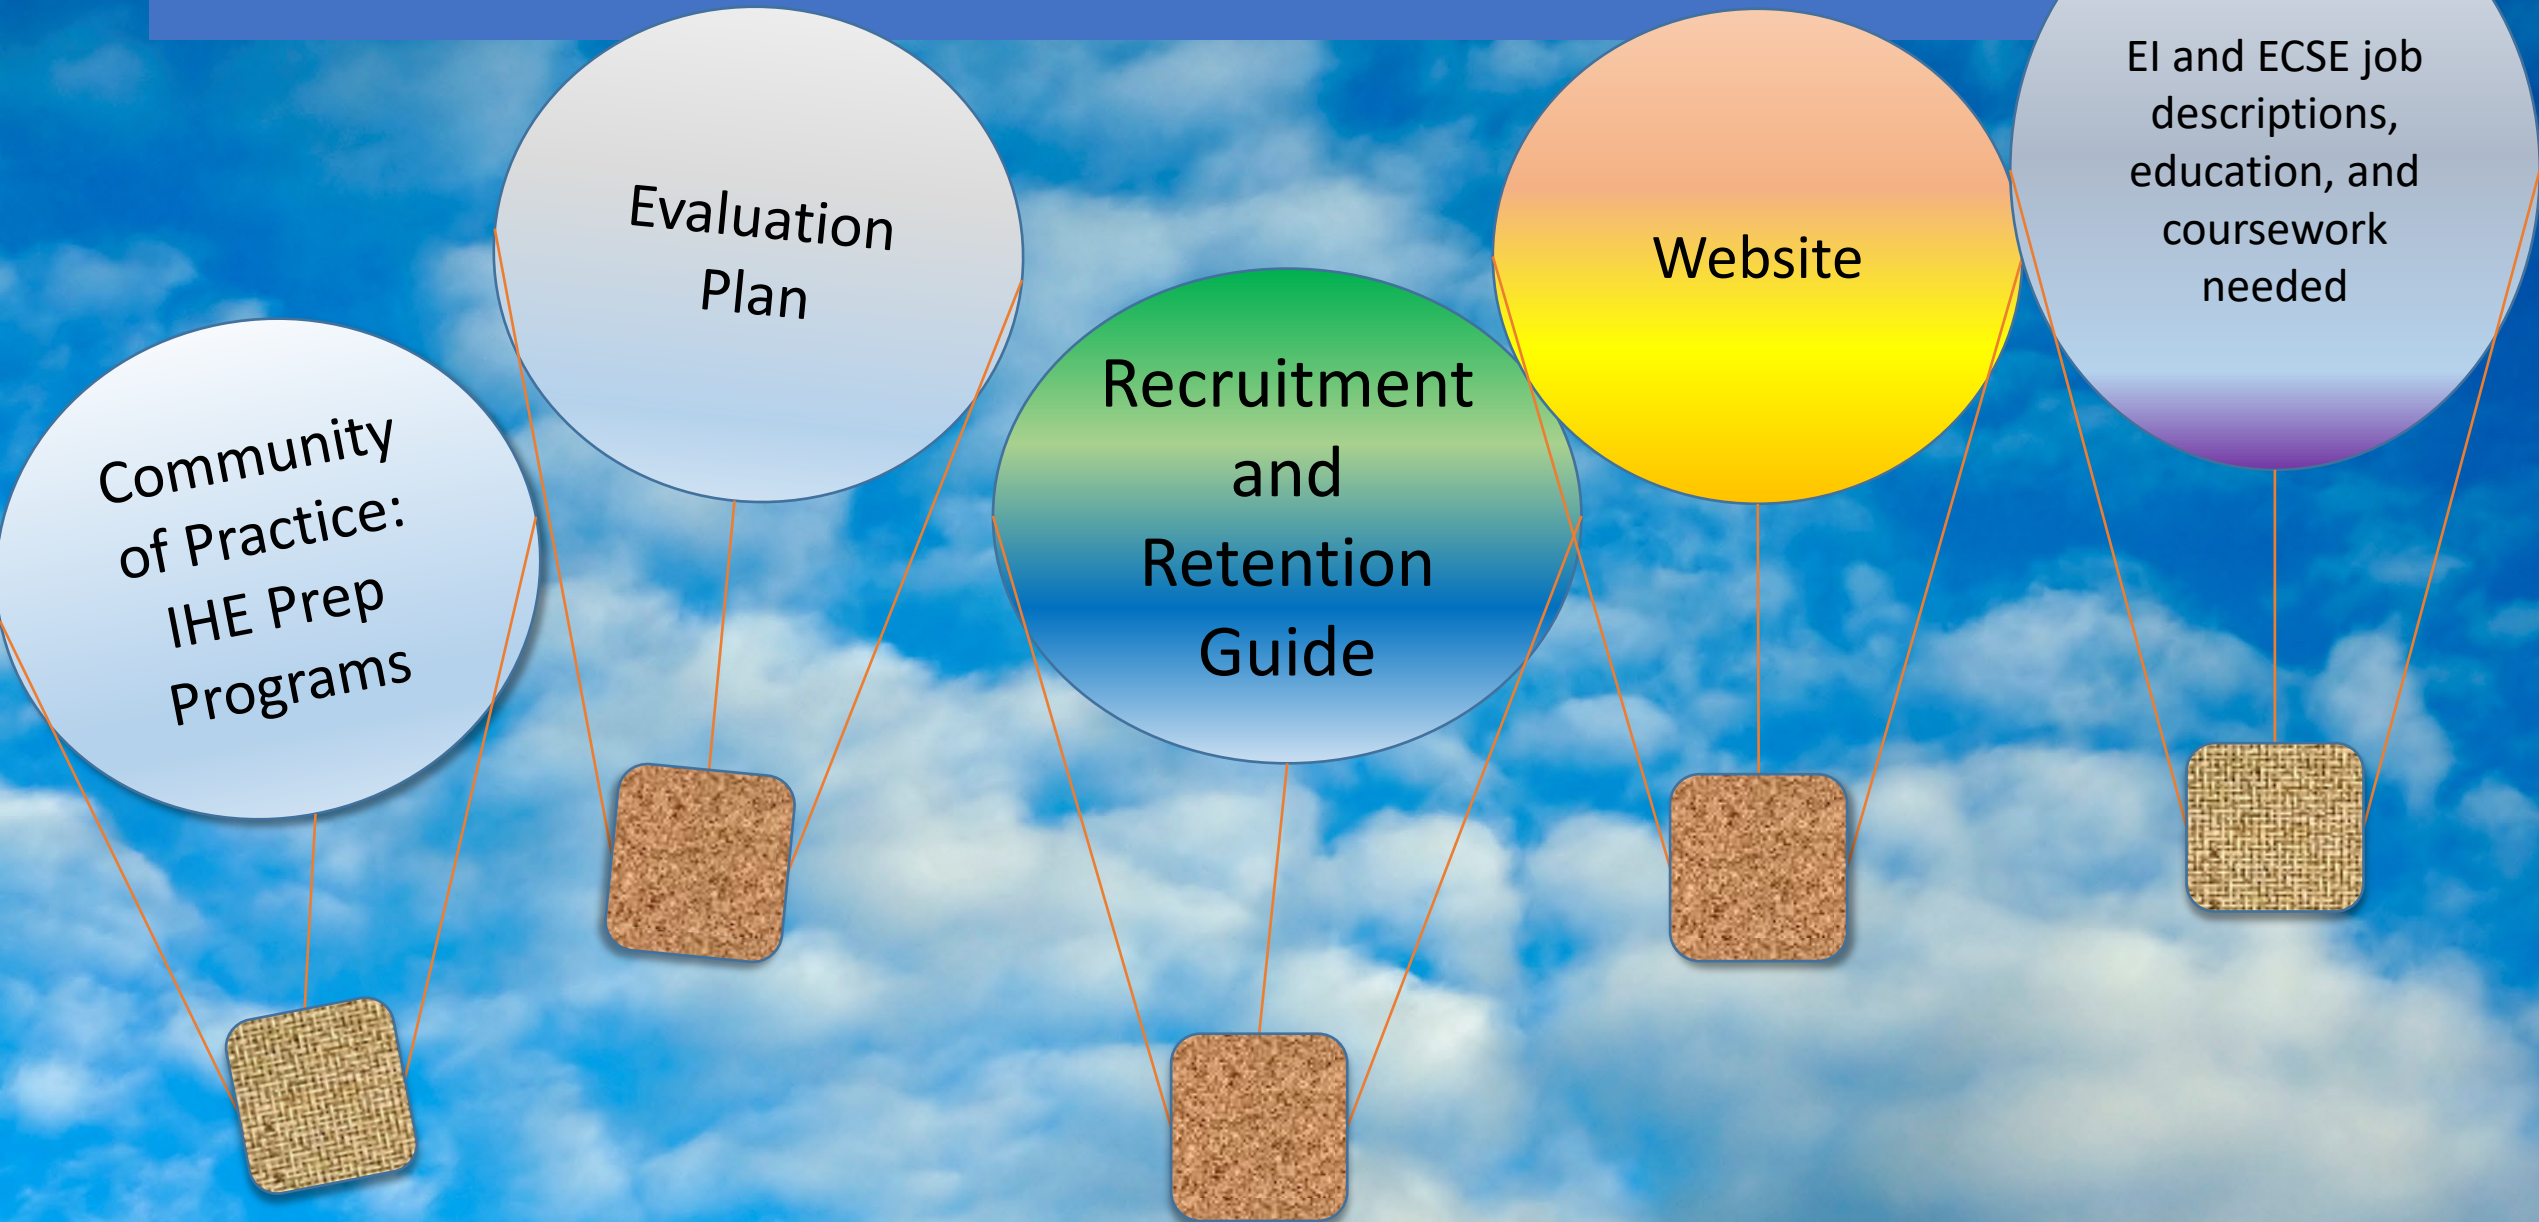 Community
of Practice:
IHE Prep
Programs
Evaluation
Plan
Recruitment
and
Retention
Guide
Website
EI and ECSE job
descriptions,
education, and
coursework
needed